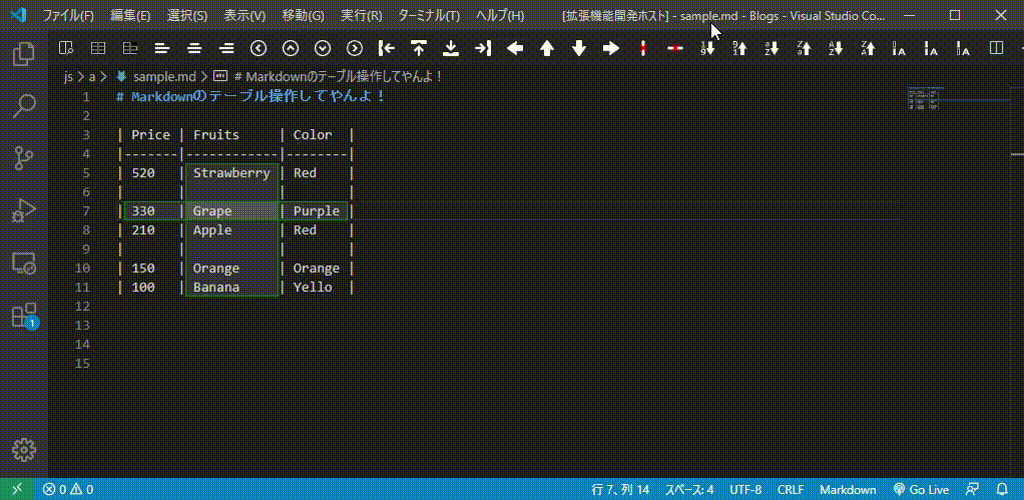 ファイル(F) 編集(E) 選択(S) 表示(V) 移動(G) 実行(R) ターミナル(T) ヘルプ(H) [拡張機能開発ホスト] - sample.md - Blogs - Visual Studio Co...
js > a > sample.md > # Markdownのテーブル操作してやんよ！
1 # Markdownのテーブル操作してやんよ！
2
3 | Price | Fruits | Color |
4 |-------|------------|--------|
5 | 520 | Strawberry | Red |
6 | | | |
7 | 330 | Grape | Purple |
8 | 210 | Apple | Red |
9 | | | |
10 | 150 | Orange | Orange |
11 | 100 | Banana | Yello |
12
13
14
15
1
0 0 行 7、列 14 スペース: 4 UTF-8 CRLF Markdown Go Live